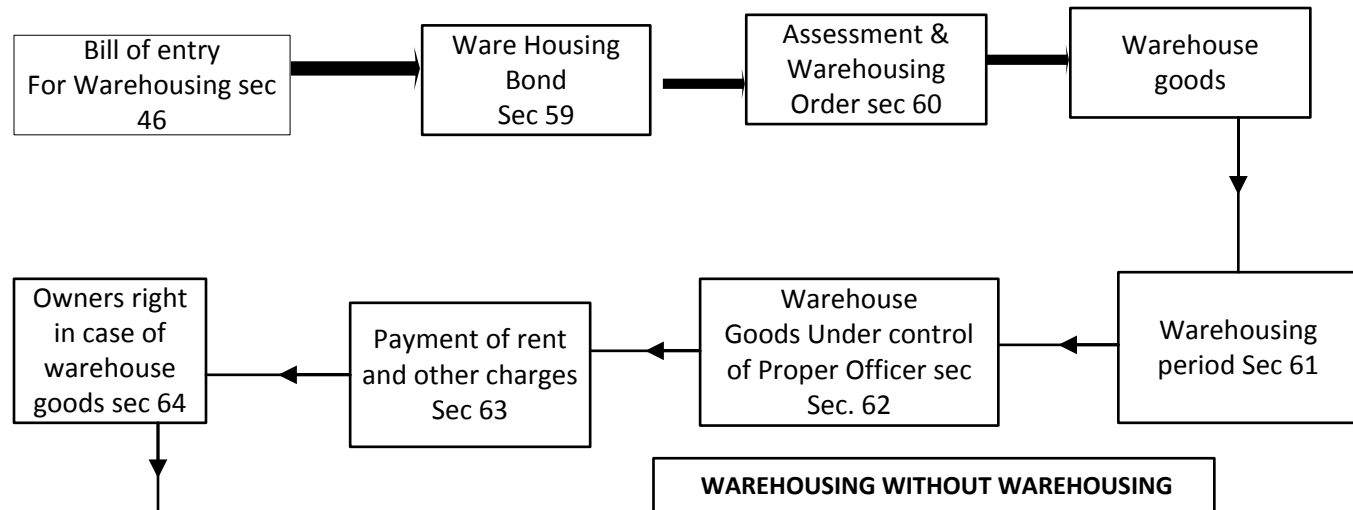 Bill of entry
For Warehousing sec
46
Ware Housing
Bond
Sec 59
Assessment &
Warehousing
Order sec 60
Warehouse
goods
Owners right
in case of
warehouse
goods sec 64
Payment of rent
and other charges
Sec 63
Warehouse
Goods Under control
of Proper Officer sec
Sec. 62
Warehousing
period Sec 61
WAREHOUSING WITHOUT WAREHOUSING